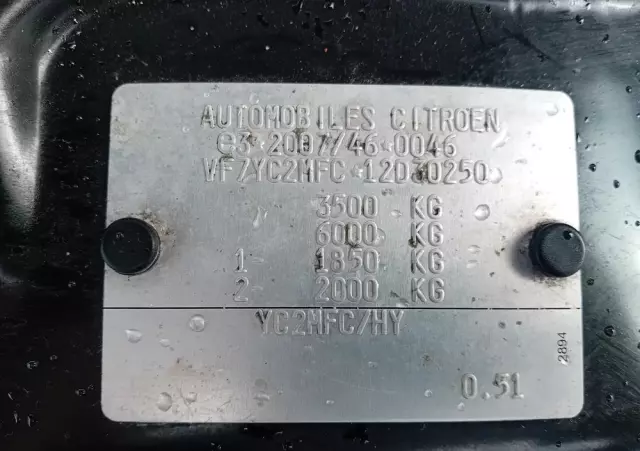 AUTOMOBILES CITROEN
e3*2007/46*0046
VF7YC2MFC 12D30250
3500 KG
6000 KG
1- 1850 KG
2- 2000 KG
YC2MFC/HY
2894
0.51